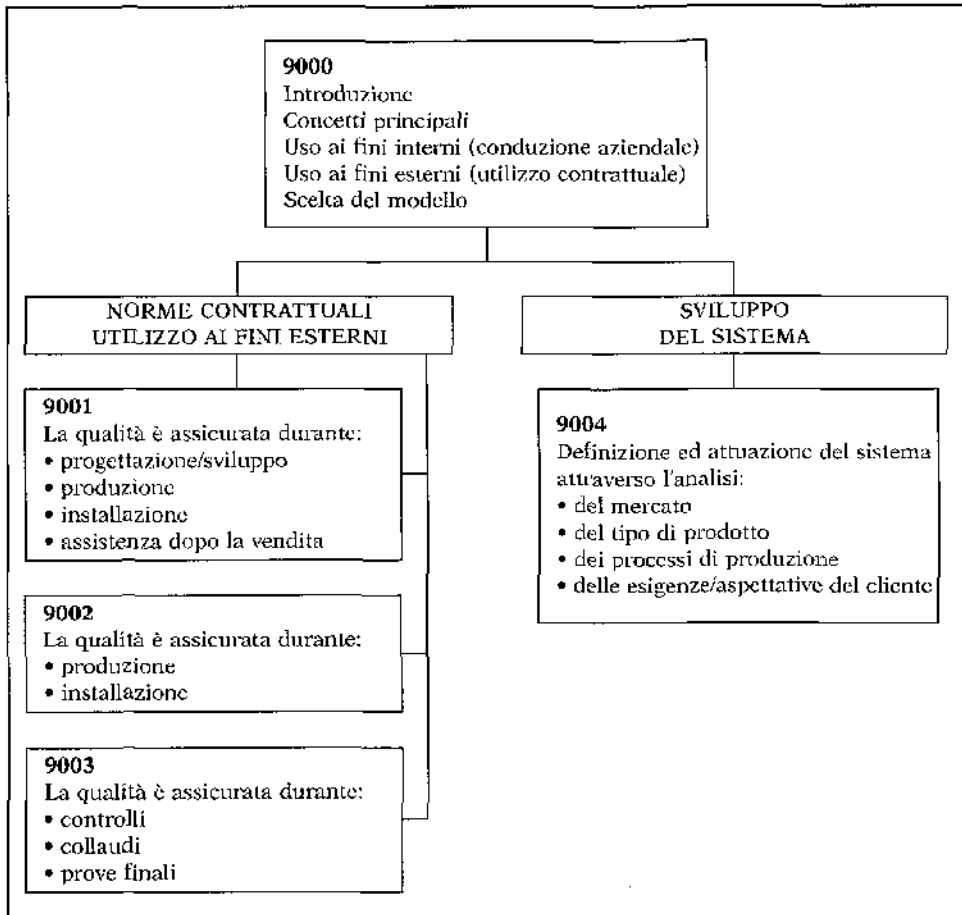 9000
Introduzione
Concetti principali
Uso ai fini interni (conduzione aziendale)
Uso ai fini esterni (utilizzo contrattuale)
Scelta del modello
NORME CONTRATTUALI
UTILIZZO AI FINI ESTERNI
SVILUPPO
DEL SISTEMA
9001
La qualità è assicurata durante:
• progettazione/sviluppo
• produzione
• installazione
• assistenza dopo la vendita
9002
La qualità è assicurata durante:
• produzione
• installazione
9003
La qualità è assicurata durante:
• controlli
• collaudi
• prove finali
9004
Definizione ed attuazione del sistema
attraverso l'analisi:
• del mercato
• del tipo di prodotto
• dei processi di produzione
• delle esigenze/aspettative del cliente